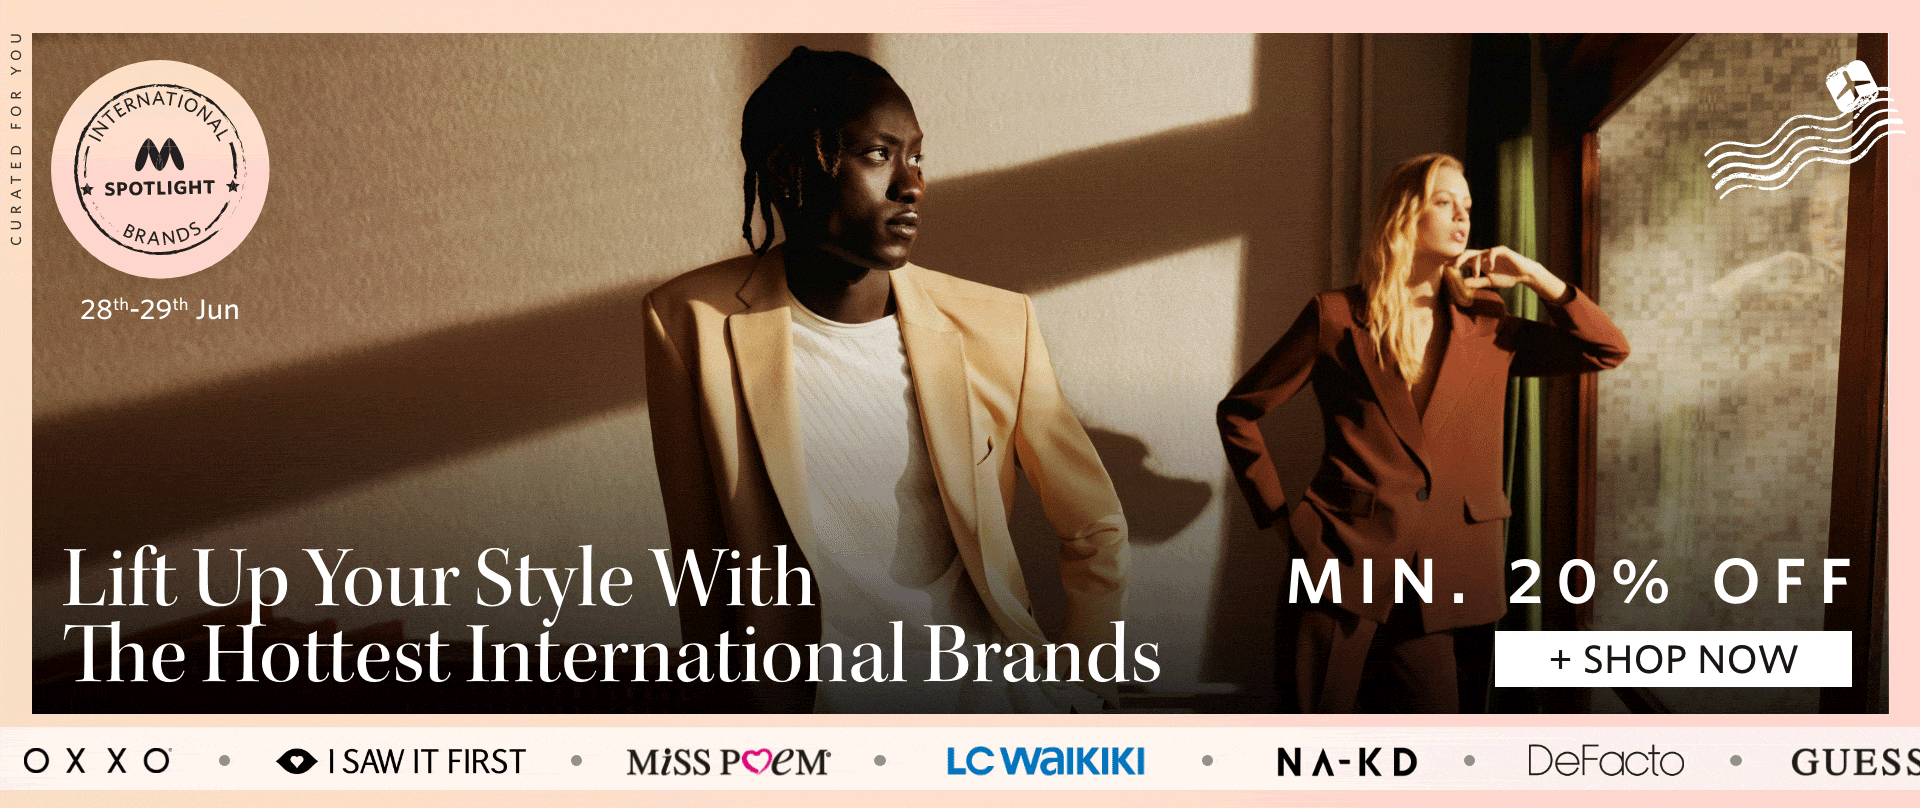 CURATED FOR YOU
INTERNATIONAL
SPOTLIGHT
BRANDS
28th-29th Jun
Lift Up Your Style With
The Hottest International Brands
MIN. 20% OFF
+ SHOP NOW
OXXO
I SAW IT FIRST
MiSS POEM
LC WAIKIKI
NA-KD
DeFacto
GUESS